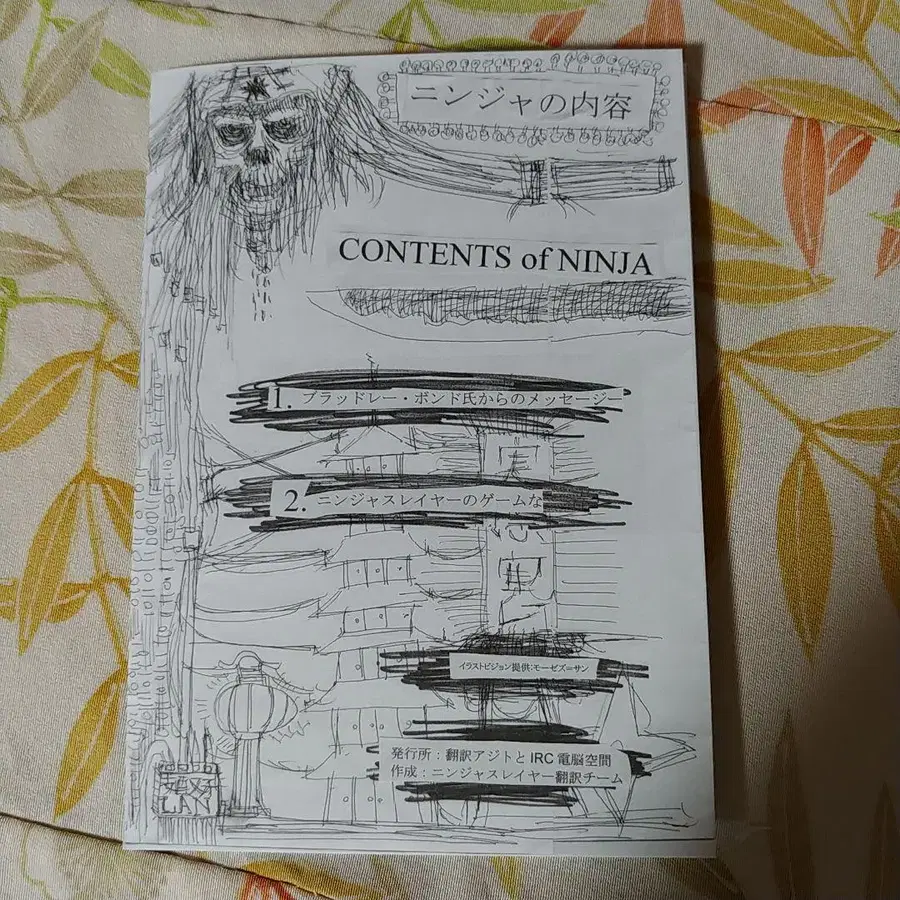 ニンジャの内容
CONTENTS of NINJA
1. ブラッドレー・ボンド氏からのメッセージ
2. ニンジャスレイヤーのゲームな
イラストビジョン提供:モーゼズ=サン
発行所：翻訳アジトとIRC電脳空間
作成：ニンジャスレイヤー翻訳チーム
LAN